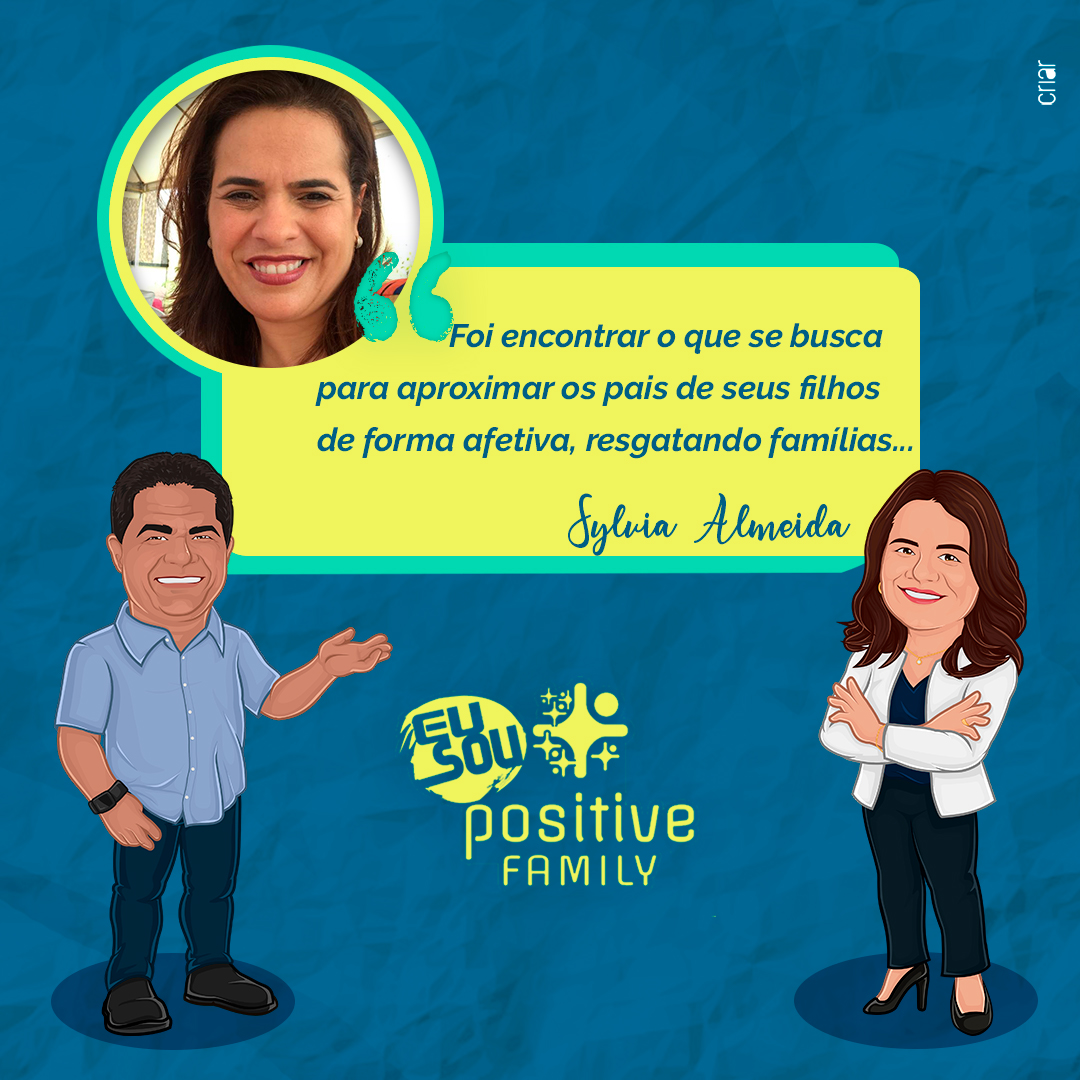 criar
Foi encontrar o que se busca
para aproximar os pais de seus filhos
de forma afetiva, resgatando famílias...
Sylvia Almeida
EU
SOU
positive
FAMILY